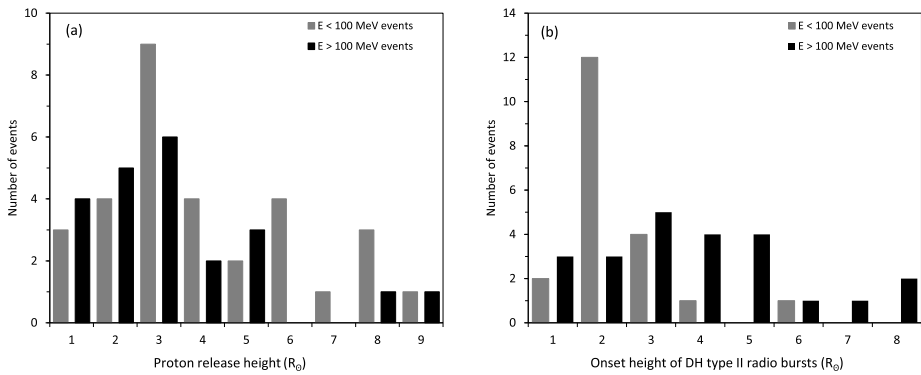 (a)
E < 100 MeV events
E > 100 MeV events
10
8
6
4
2
0
Number of events
1 2 3 4 5 6 7 8 9
Proton release height (R⊙)
(b)
E < 100 MeV events
E > 100 MeV events
14
12
10
8
6
4
2
0
Number of events
1 2 3 4 5 6 7 8
Onset height of DH type II radio bursts (R⊙)